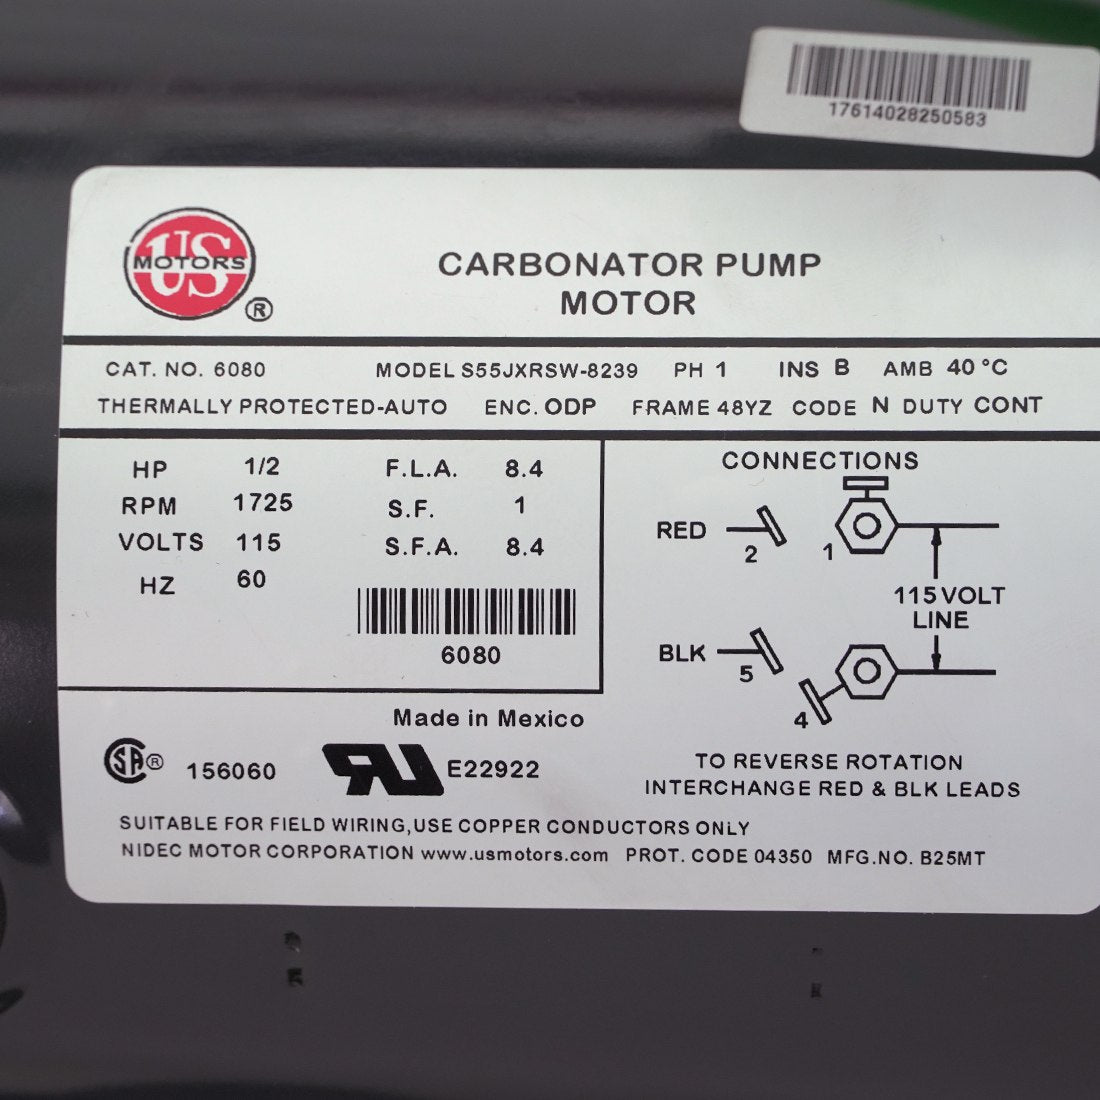 17614028250583
US
MOTORS
®
CARBONATOR PUMP
MOTOR
CAT. NO. 6080 MODEL S55JXRSW-8239 PH 1 INS B AMB 40 °C
THERMALLY PROTECTED-AUTO ENC. ODP FRAME 48YZ CODE N DUTY CONT
HP 1/2 F.L.A. 8.4
RPM 1725 S.F. 1
VOLTS 115 S.F.A. 8.4
HZ 60
6080
CONNECTIONS
RED 2 1
115 VOLT
LINE
BLK 5
4
TO REVERSE ROTATION
INTERCHANGE RED & BLK LEADS
Made in Mexico
SA® 156060 RU E22922
SUITABLE FOR FIELD WIRING,USE COPPER CONDUCTORS ONLY
NIDEC MOTOR CORPORATION www.usmotors.com PROT. CODE 04350 MFG.NO. B25MT